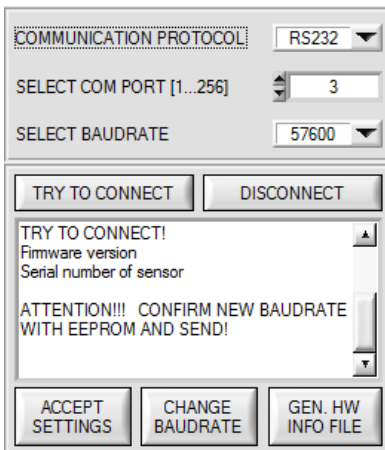 COMMUNICATION PROTOCOL RS232
SELECT COM PORT [1...256] 3
SELECT BAUDRATE 57600
TRY TO CONNECT DISCONNECT
TRY TO CONNECT!
Firmware version
Serial number of sensor
ATTENTION!!! CONFIRM NEW BAUDRATE
WITH EEPROM AND SEND!
ACCEPT SETTINGS CHANGE BAUDRATE GEN. HW INFO FILE